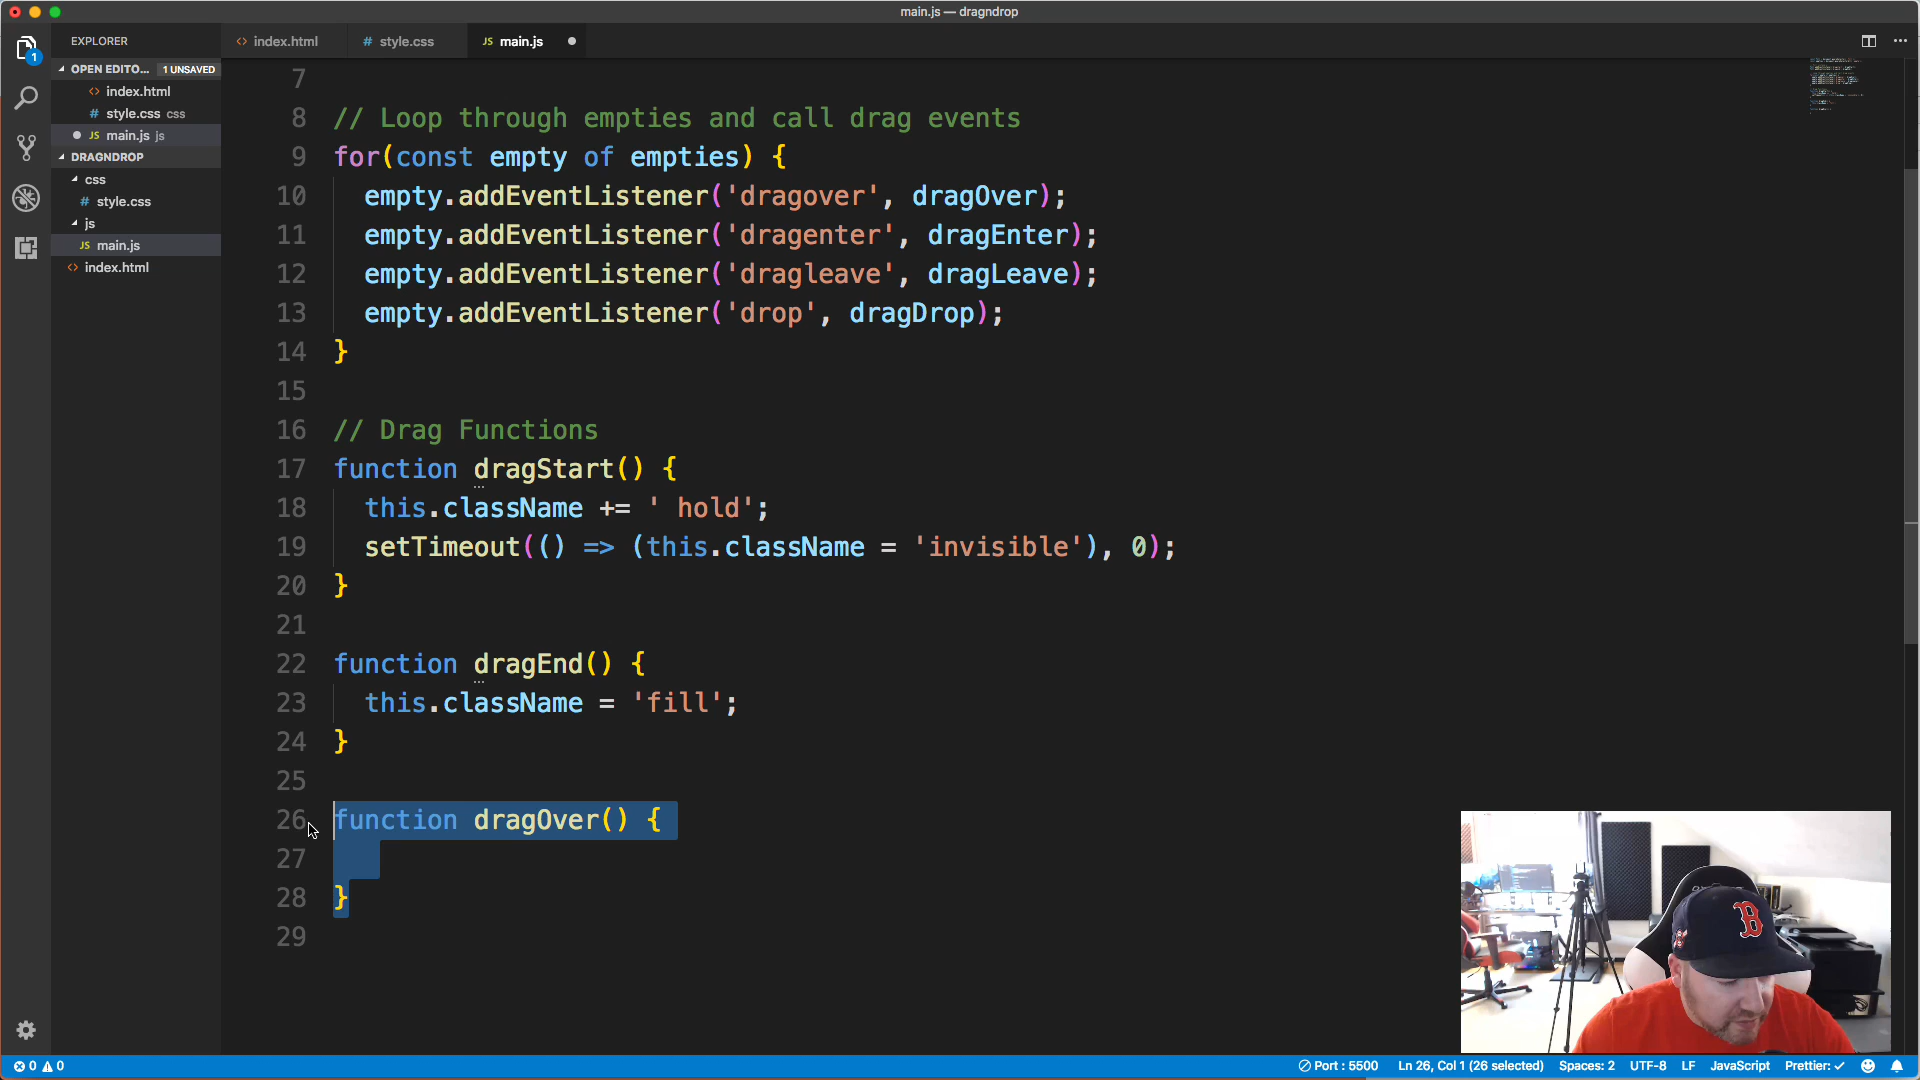 main.js — dragndrop
EXPLORER
index.html
style.css
main.js
1
OPEN EDITO... 1 UNSAVED
index.html
style.css css
main.js js
DRAGNDROP
css
style.css
js
main.js
index.html
7
8 // Loop through empties and call drag events
9 for(const empty of empties) {
10 empty.addEventListener('dragover', dragOver);
11 empty.addEventListener('dragenter', dragEnter);
12 empty.addEventListener('dragleave', dragLeave);
13 empty.addEventListener('drop', dragDrop);
14 }
15
16 // Drag Functions
17 function dragStart() {
18 this.className += ' hold';
19 setTimeout(() => (this.className = 'invisible'), 0);
20 }
21
22 function dragEnd() {
23 this.className = 'fill';
24 }
25
26 function dragOver() {
27
28 }
29
B
0 0 Port : 5500 Ln 26, Col 1 (26 selected) Spaces: 2 UTF-8 LF JavaScript Prettier: ✓